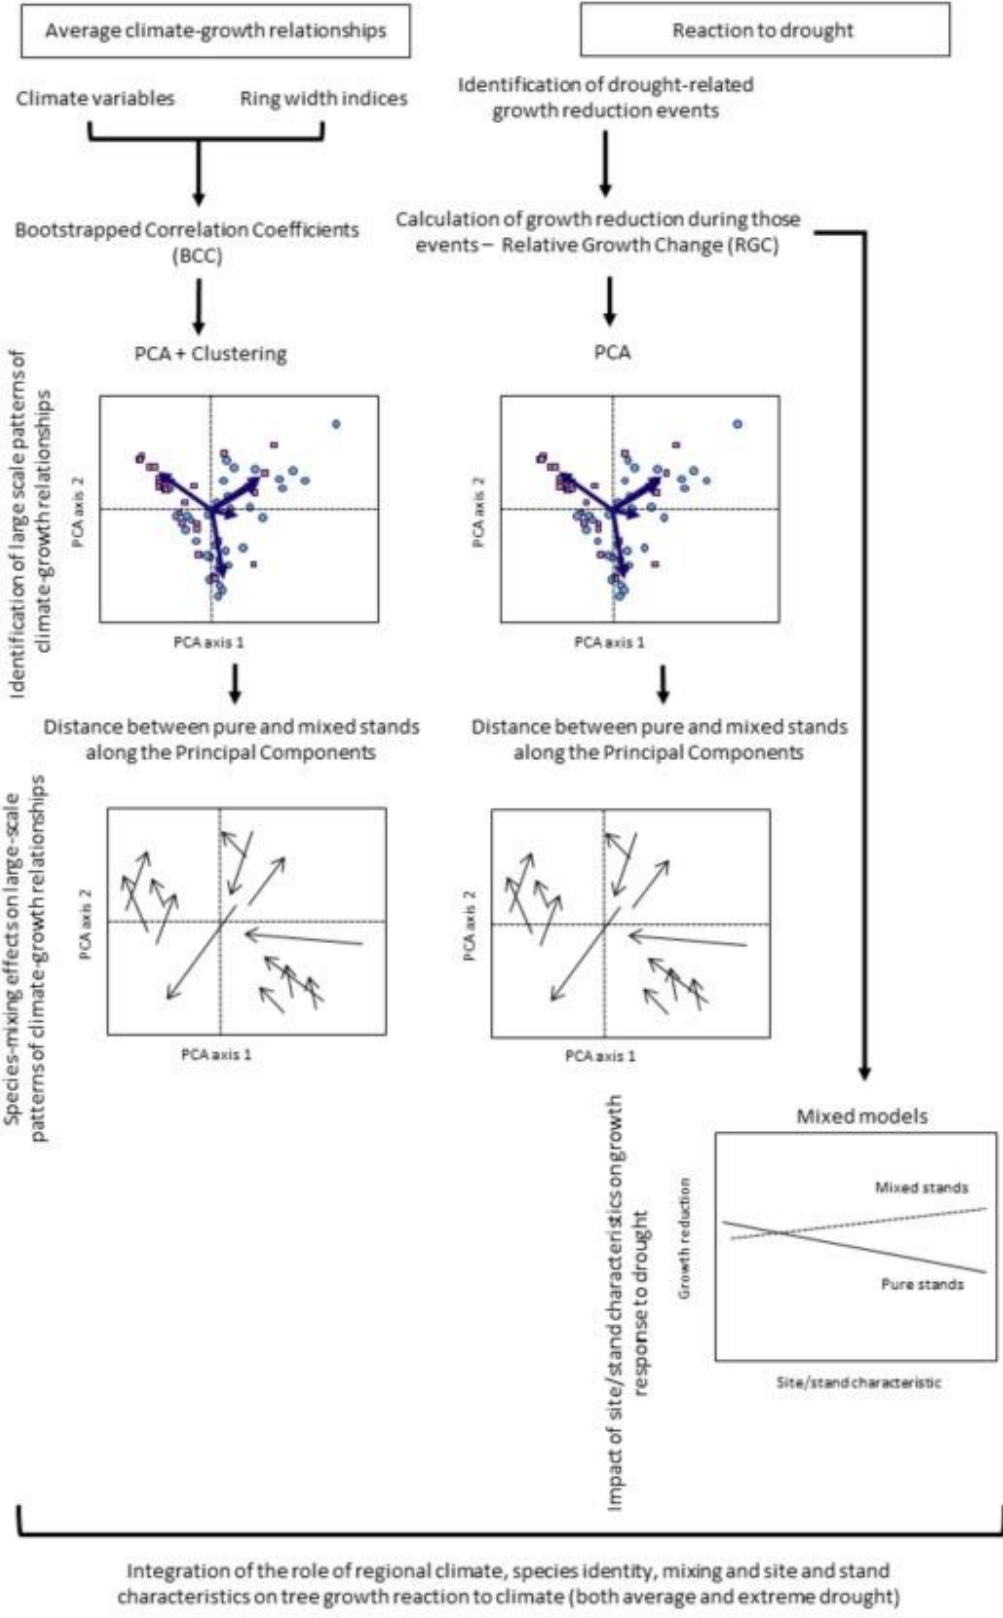 Average climate-growth relationships
Reaction to drought
Climate variables
Ring width indices
Identification of drought-related
growth reduction events
Bootstrapped Correlation Coefficients
(BCC)
Calculation of growth reduction during those
events – Relative Growth Change (RGC)
PCA + Clustering
PCA
Identification of large scale patterns of
climate-growth relationships
PCA axis 2
PCA axis 1
PCA axis 2
PCA axis 1
Distance between pure and mixed stands
along the Principal Components
Distance between pure and mixed stands
along the Principal Components
Species-mixing effects on large-scale
patterns of climate-growth relationships
PCA axis 2
PCA axis 1
PCA axis 2
PCA axis 1
Impact of site/stand characteristics on growth
response to drought
Mixed models
Growth reduction
Mixed stands
Pure stands
Site/stand characteristic
Integration of the role of regional climate, species identity, mixing and site and stand
characteristics on tree growth reaction to climate (both average and extreme drought)